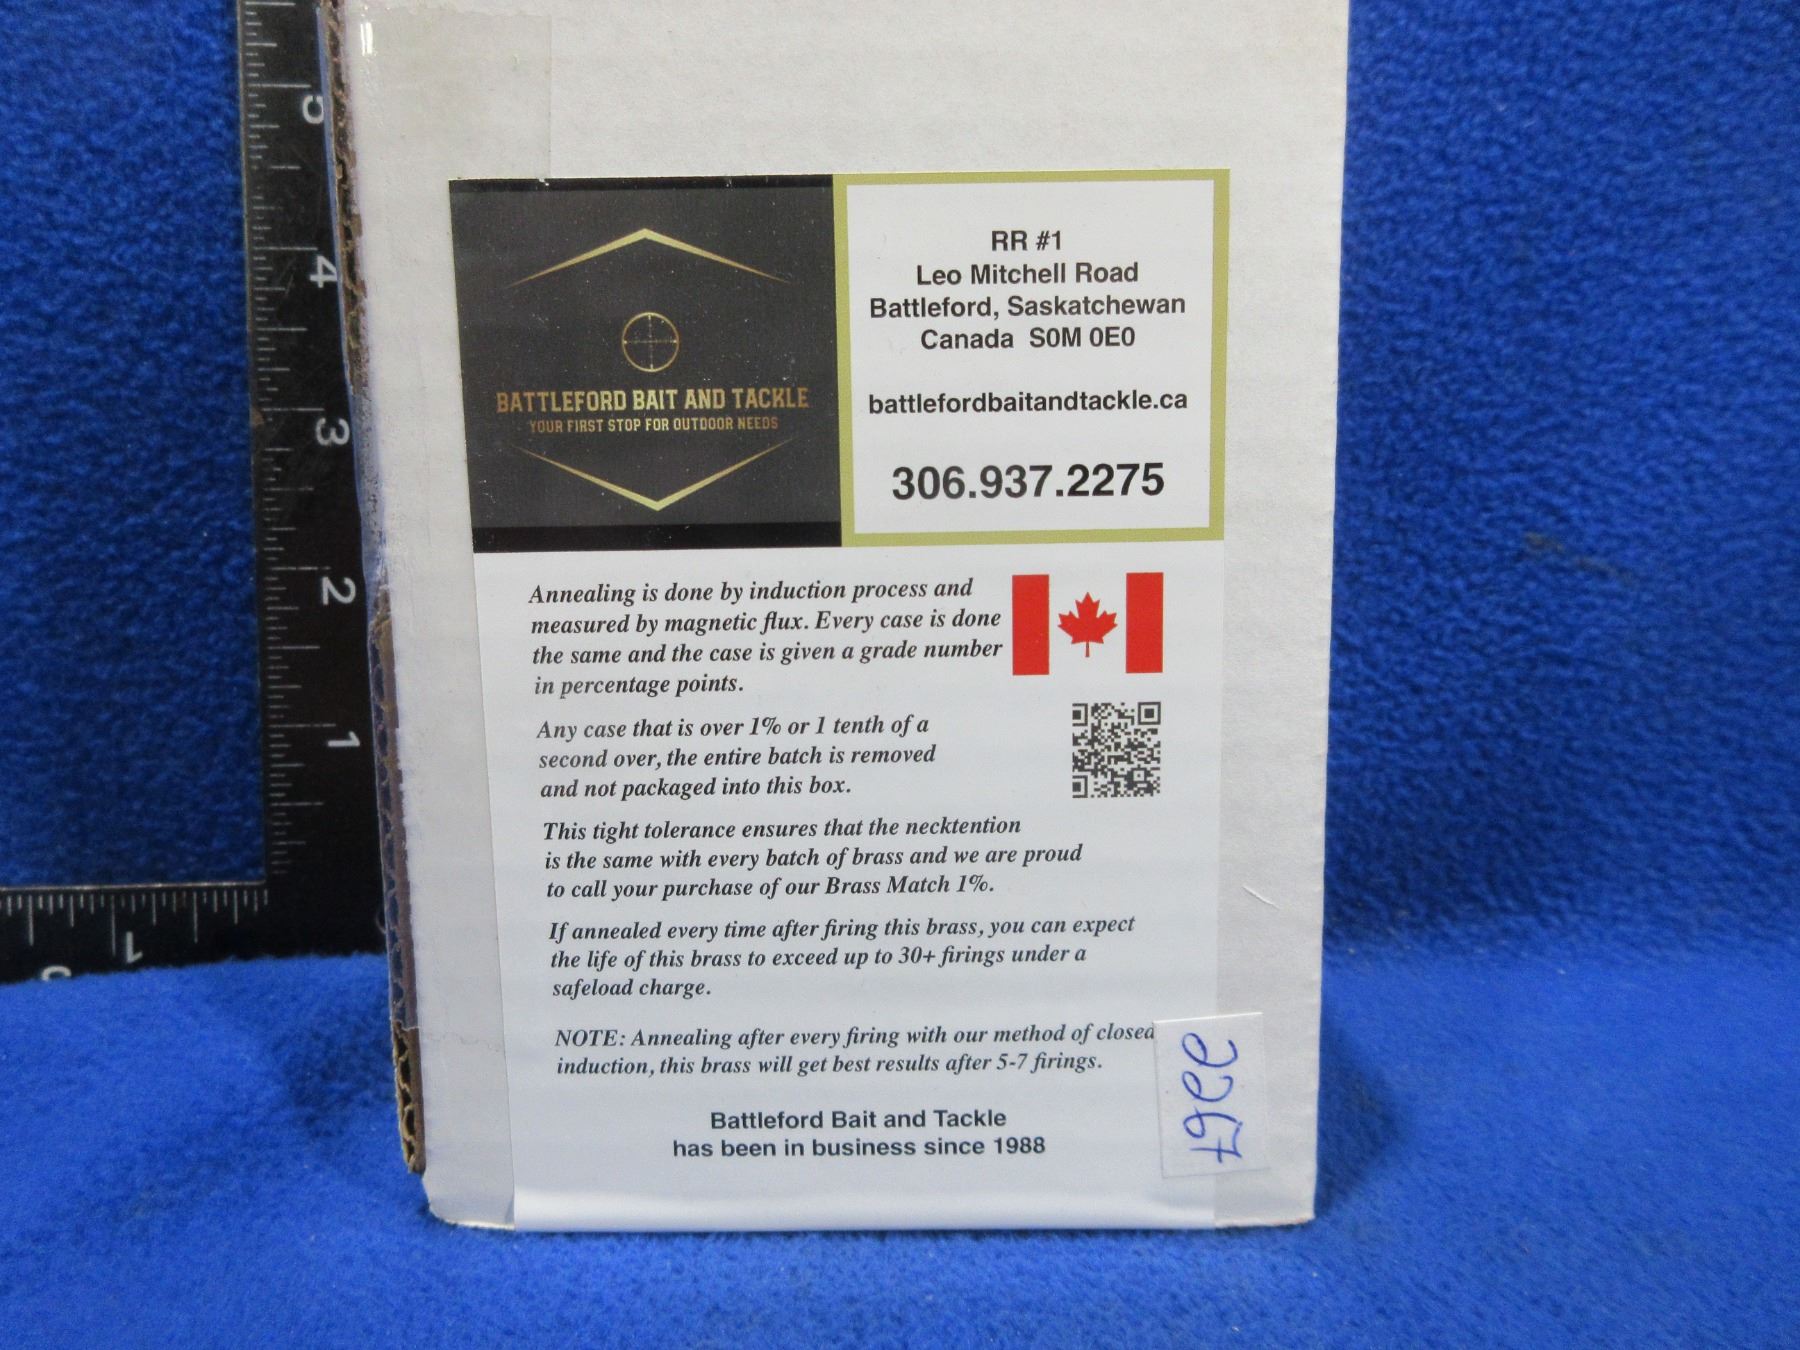 BATTLEFORD BAIT AND TACKLE
YOUR FIRST STOP FOR OUTDOOR NEEDS
RR #1
Leo Mitchell Road
Battleford, Saskatchewan
Canada S0M 0E0
battlefordbaitandtackle.ca
306.937.2275
Annealing is done by induction process and
measured by magnetic flux. Every case is done
the same and the case is given a grade number
in percentage points.
Any case that is over 1% or 1 tenth of a
second over, the entire batch is removed
and not packaged into this box.
This tight tolerance ensures that the necktention
is the same with every batch of brass and we are proud
to call your purchase of our Brass Match 1%.
If annealed every time after firing this brass, you can expect
the life of this brass to exceed up to 30+ firings under a
safeload charge.
NOTE: Annealing after every firing with our method of closed
induction, this brass will get best results after 5-7 firings.
Battleford Bait and Tackle
has been in business since 1988
2267
5
4
3
2
1
1